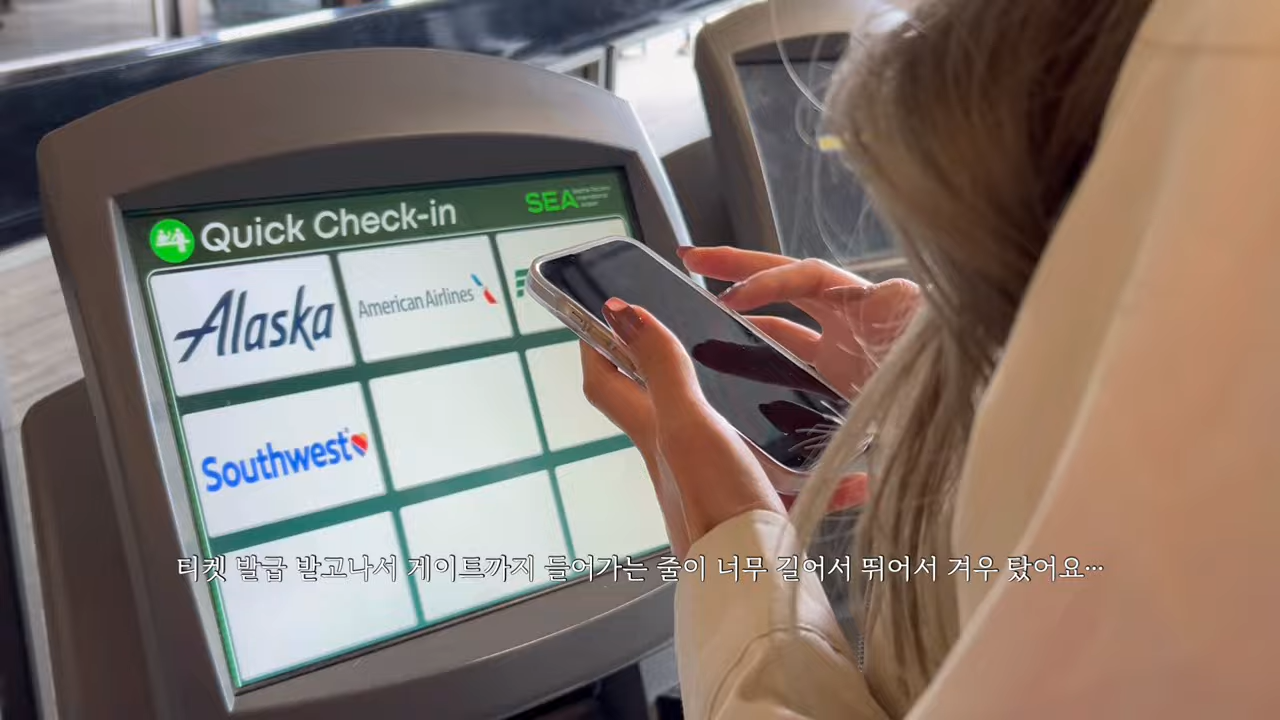 Quick Check-in
SEA
Alaska
American Airlines
Southwest
티켓 발급 받고나서 게이트까지 들어가는 줄이 너무 길어서 뛰어서 겨우 탔어요...